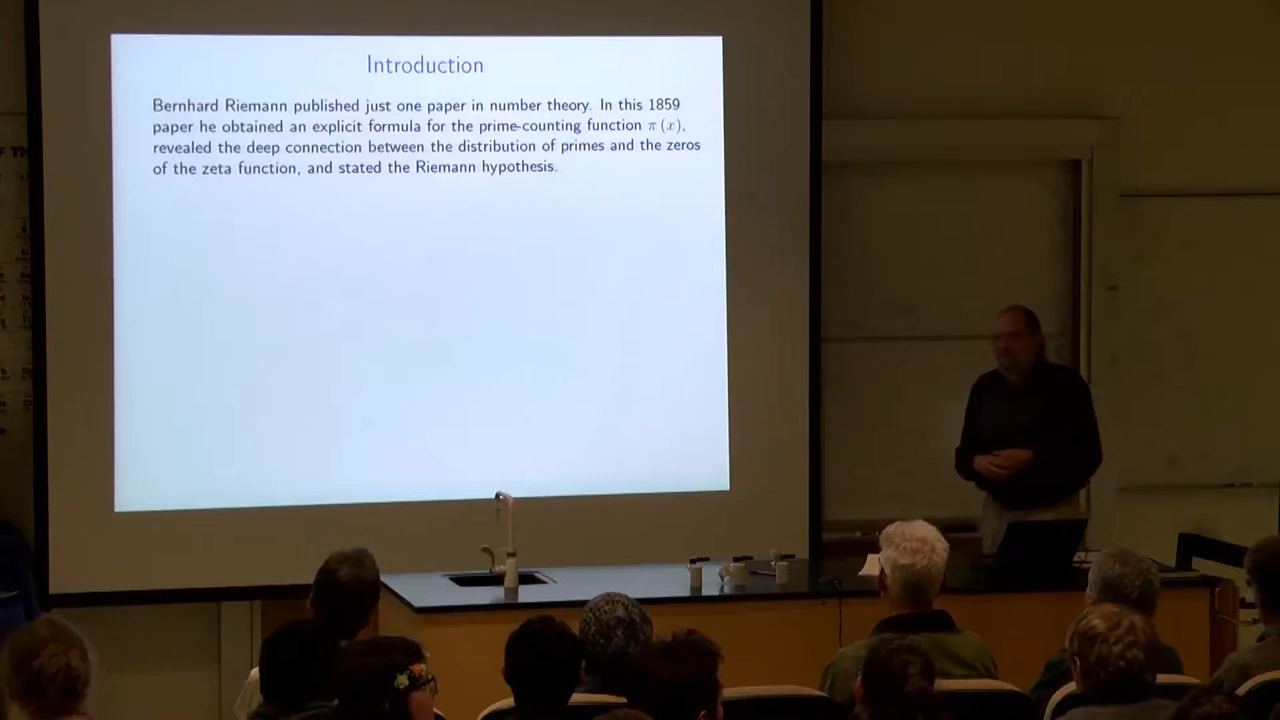 Introduction
Bernhard Riemann published just one paper in number theory. In this 1859
paper he obtained an explicit formula for the prime-counting function π (x),
revealed the deep connection between the distribution of primes and the zeros
of the zeta function, and stated the Riemann hypothesis.